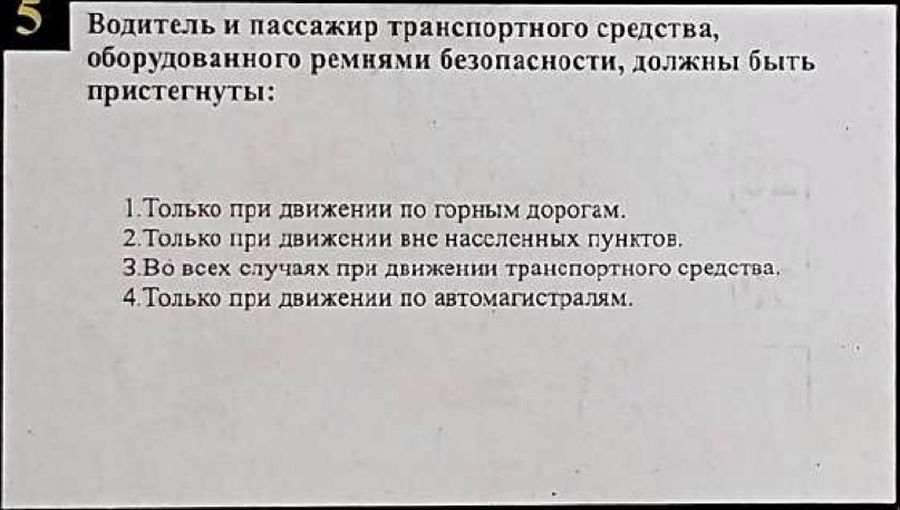 5
Водитель и пассажир транспортного средства,
оборудованного ремнями безопасности, должны быть
пристегнуты:
1.Только при движении по горным дорогам.
2.Только при движении вне населенных пунктов.
3.Во всех случаях при движении транспортного средства.
4.Только при движении по автомагистралям.